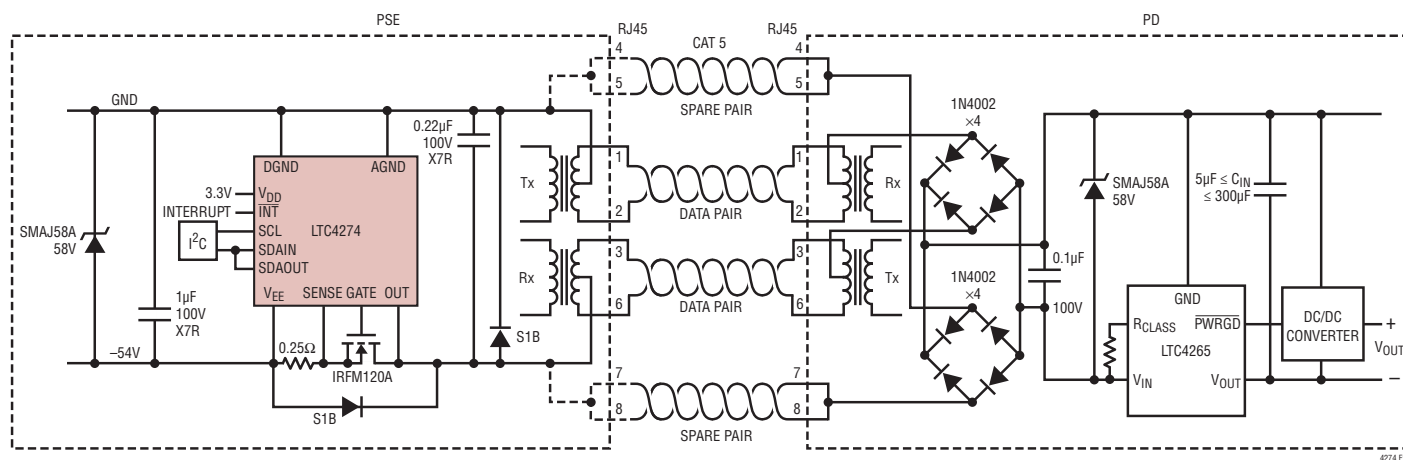 PSE
PD
RJ45
CAT 5
RJ45
4
5
4
5
SPARE PAIR
GND
0.22µF
100V
X7R
1N4002
×4
DGND
AGND
3.3V
VDD
INTERRUPT
INT
SCL
LTC4274
I2C
SDAIN
SDAOUT
VEE
SENSE
GATE
OUT
SMAJ58A
58V
1µF
100V
X7R
–54V
0.25Ω
IRFM120A
S1B
S1B
Tx
1
2
DATA PAIR
1
2
Rx
Rx
3
6
DATA PAIR
3
6
Tx
7
8
SPARE PAIR
7
8
1N4002
×4
0.1µF
100V
SMAJ58A
58V
5µF ≤ CIN
≤ 300µF
GND
RCLASS
PWRGD
LTC4265
VIN
VOUT
DC/DC
CONVERTER
+
VOUT
–